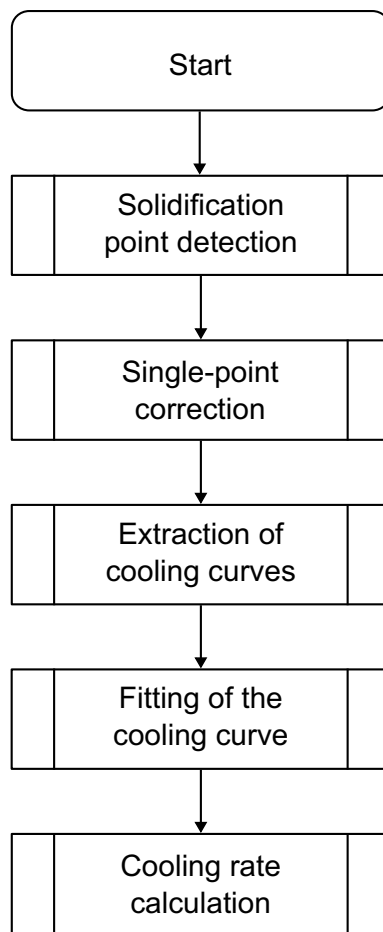 Start
Solidification
point detection
Single-point
correction
Extraction of
cooling curves
Fitting of the
cooling curve
Cooling rate
calculation